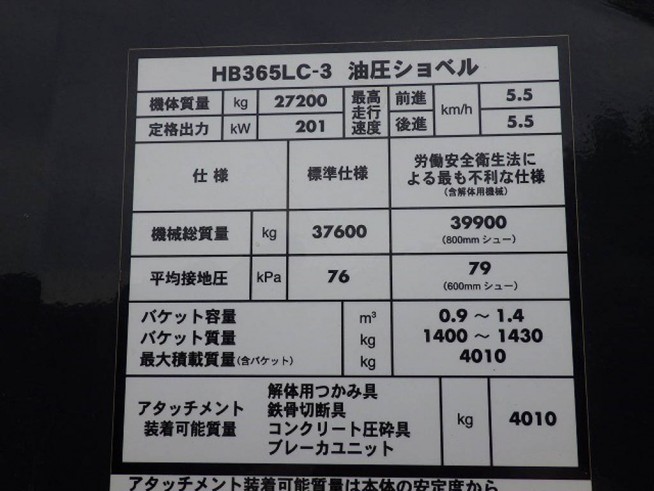 HB365LC-3 油圧ショベル
機体質量 kg 27200 最高走行速度 前進 km/h 5.5
定格出力 kW 201 後進 5.5
仕様 標準仕様 労働安全衛生法に
よる最も不利な仕様
(含解体用機械)
機械総質量 kg 37600 39900
(800mm シュー)
平均接地圧 kPa 76 79
(600mm シュー)
バケット容量 m³ 0.9 ～ 1.4
バケット質量 kg 1400 ～ 1430
最大積載質量(含バケット) kg 4010
アタッチメント
装着可能質量
解体用つかみ具
鉄骨切断具
コンクリート圧砕具
ブレーカユニット
kg 4010
アタッチメント装着可能質量は本体の安定度から